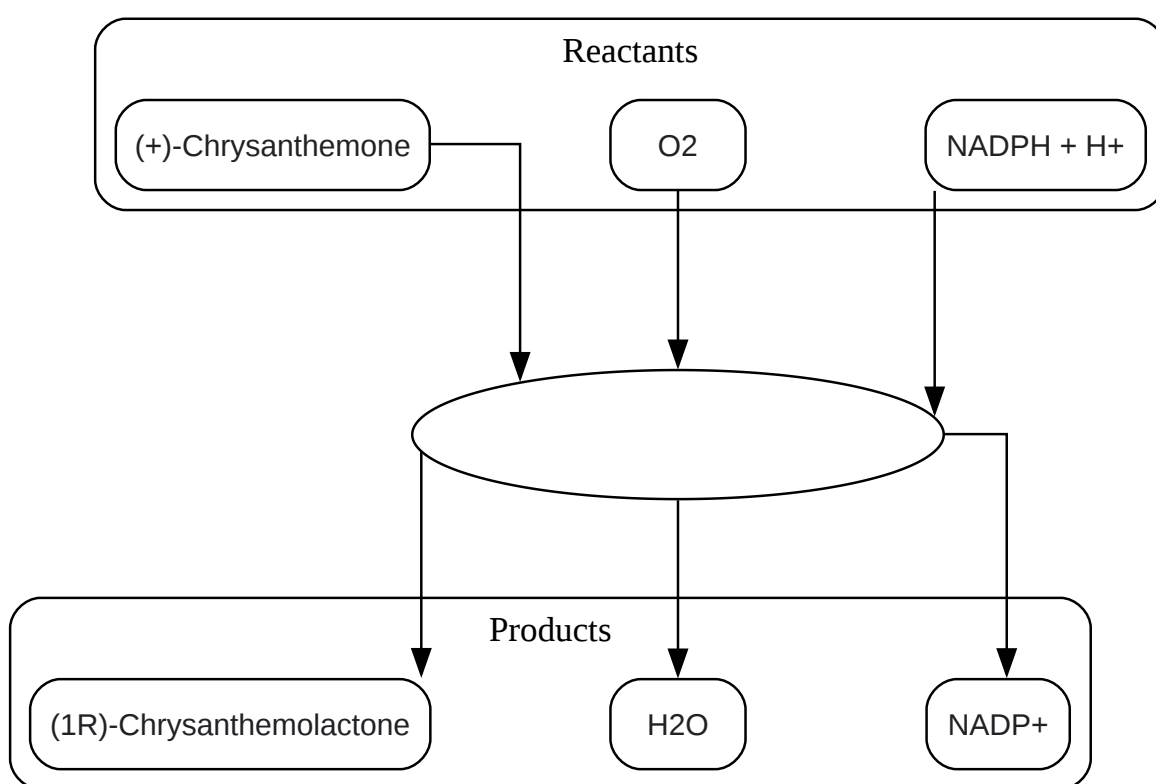 Reactants
(+)-Chrysanthemone
O2
NADPH + H+
Products
(1R)-Chrysanthemolactone
H2O
NADP+